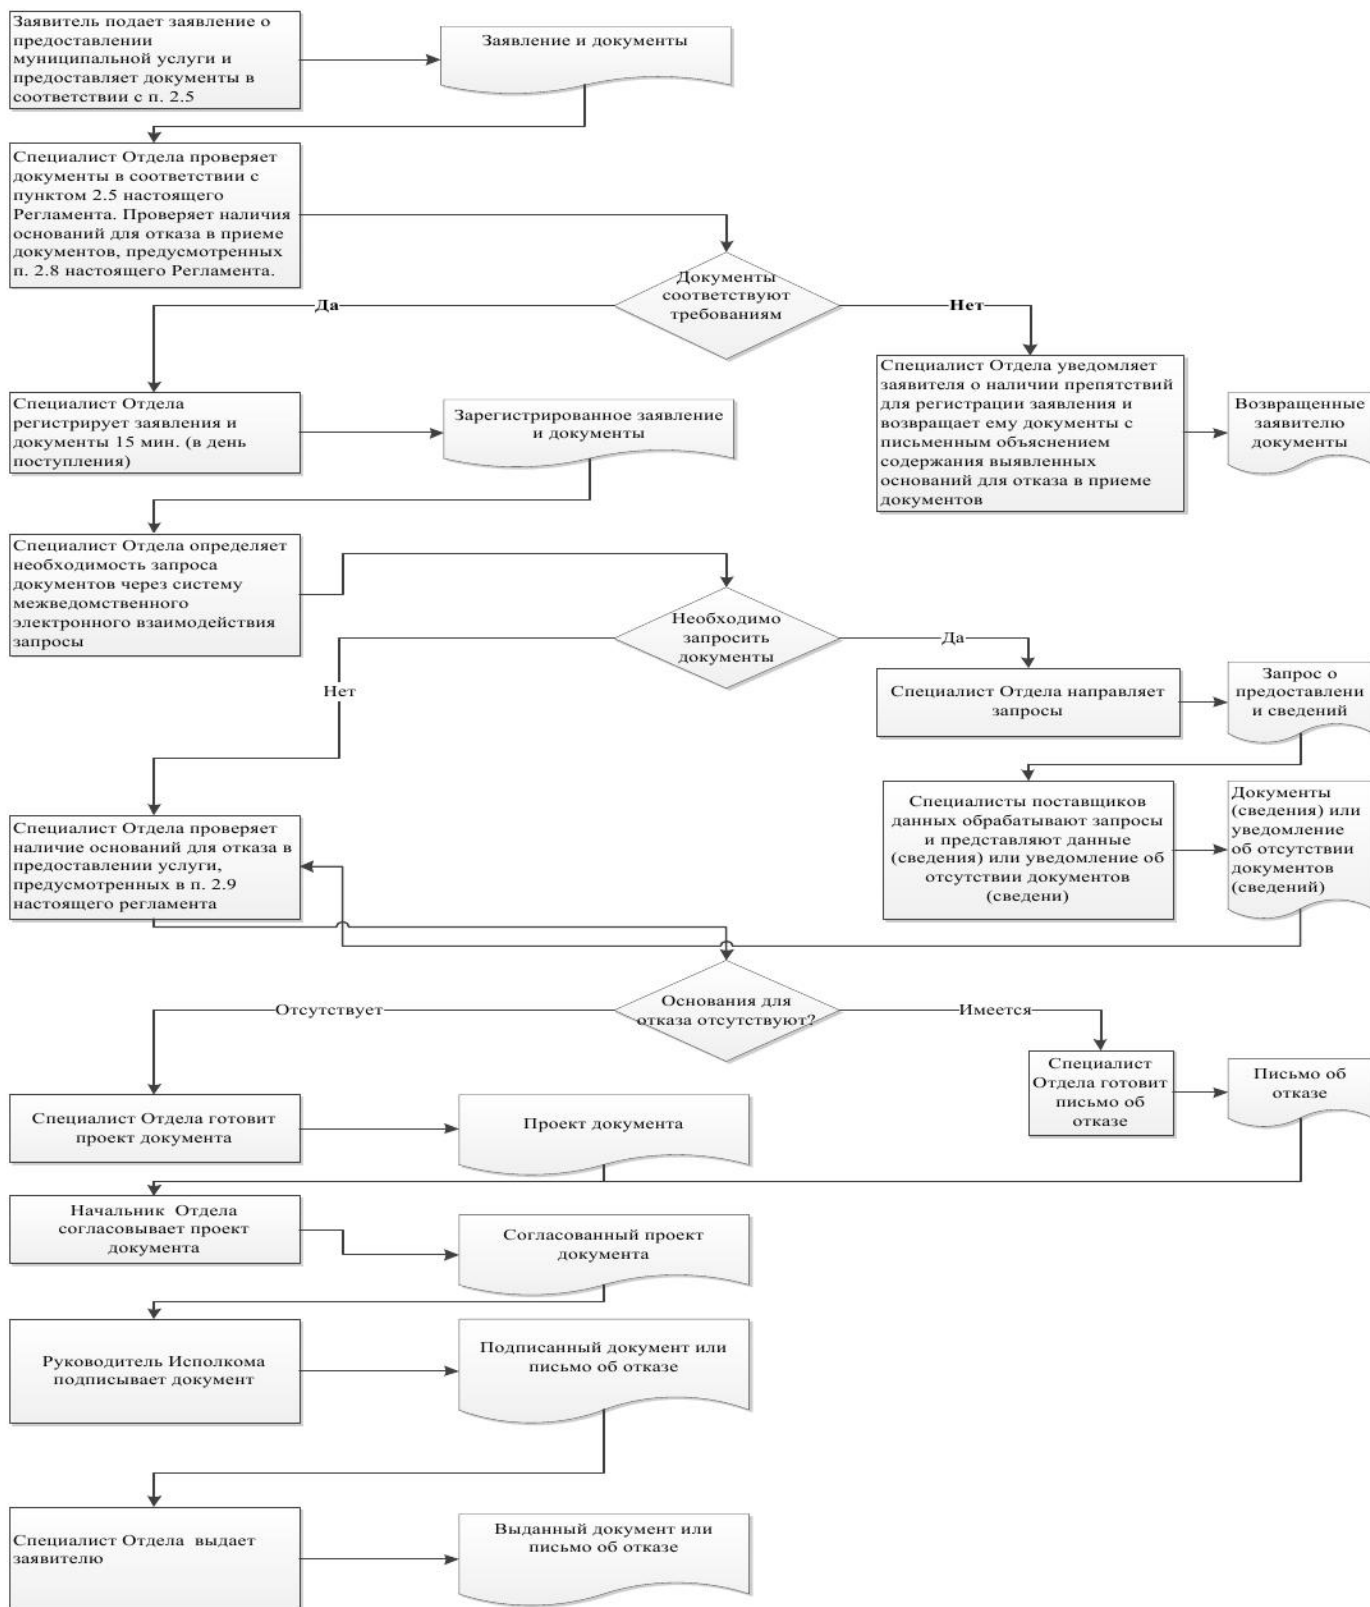 Заявитель подает заявление о
предоставлении
муниципальной услуги и
предоставляет документы в
соответствии с п. 2.5
Заявление и документы
Специалист Отдела проверяет
документы в соответствии с
пунктом 2.5 настоящего
Регламента. Проверяет наличия
оснований для отказа в приеме
документов, предусмотренных
п. 2.8 настоящего Регламента.
Документы
соответствуют
требованиям
Да
Нет
Специалист Отдела
регистрирует заявления и
документы 15 мин. (в день
поступления)
Зарегистрированное заявление
и документы
Специалист Отдела уведомляет
заявителя о наличии препятствий
для регистрации заявления и
возвращает ему документы с
письменным объяснением
содержания выявленных
оснований для отказа в приеме
документов
Возвращенные
заявителю
документы
Специалист Отдела определяет
необходимость запроса
документов через систему
межведомственного
электронного взаимодействия
запросы
Необходимо
запросить
документы
Да
Нет
Специалист Отдела направляет
запросы
Запрос о
предоставлени
и сведений
Специалисты поставщиков
данных обрабатывают запросы
и представляют данные
(сведения) или уведомление об
отсутствии документов
(сведени)
Документы
(сведения) или
уведомление
об отсутствии
документов
(сведений)
Специалист Отдела проверяет
наличие оснований для отказа в
предоставлении услуги,
предусмотренных в п. 2.9
настоящего регламента
Основания для
отказа отсутствуют?
Отсутствует
Имеется
Специалист
Отдела готовит
письмо об
отказе
Письмо об
отказе
Специалист Отдела готовит
проект документа
Проект документа
Начальник Отдела
согласовывает проект
документа
Согласованный проект
документа
Руководитель Исполкома
подписывает документ
Подписанный документ или
письмо об отказе
Специалист Отдела выдает
заявителю
Выданный документ или
письмо об отказе